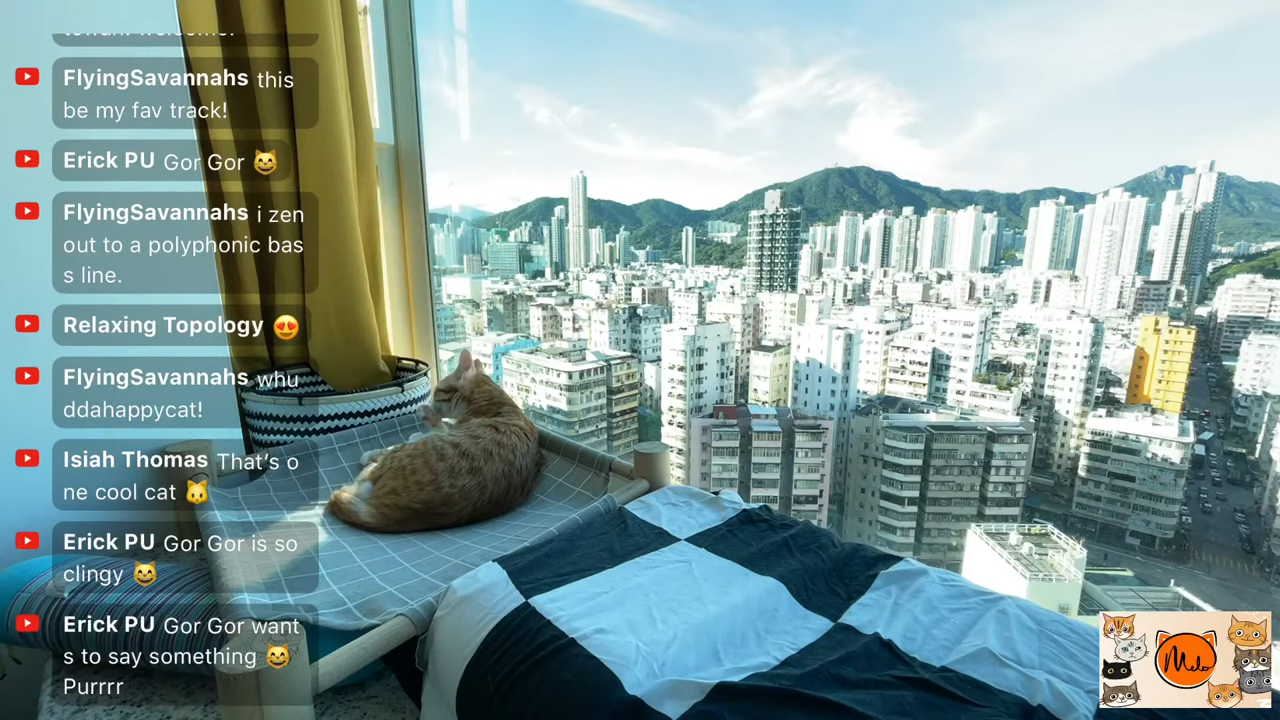 FlyingSavannahs this
be my fav track!
Erick PU Gor Gor 😸
FlyingSavannahs i zen
out to a polyphonic bas
s line.
Relaxing Topology 😍
FlyingSavannahs whu
ddahappycat!
Isiah Thomas That's o
ne cool cat 🐱
Erick PU Gor Gor is so
clingy 😸
Erick PU Gor Gor want
s to say something 😸
Purrrr
Melo